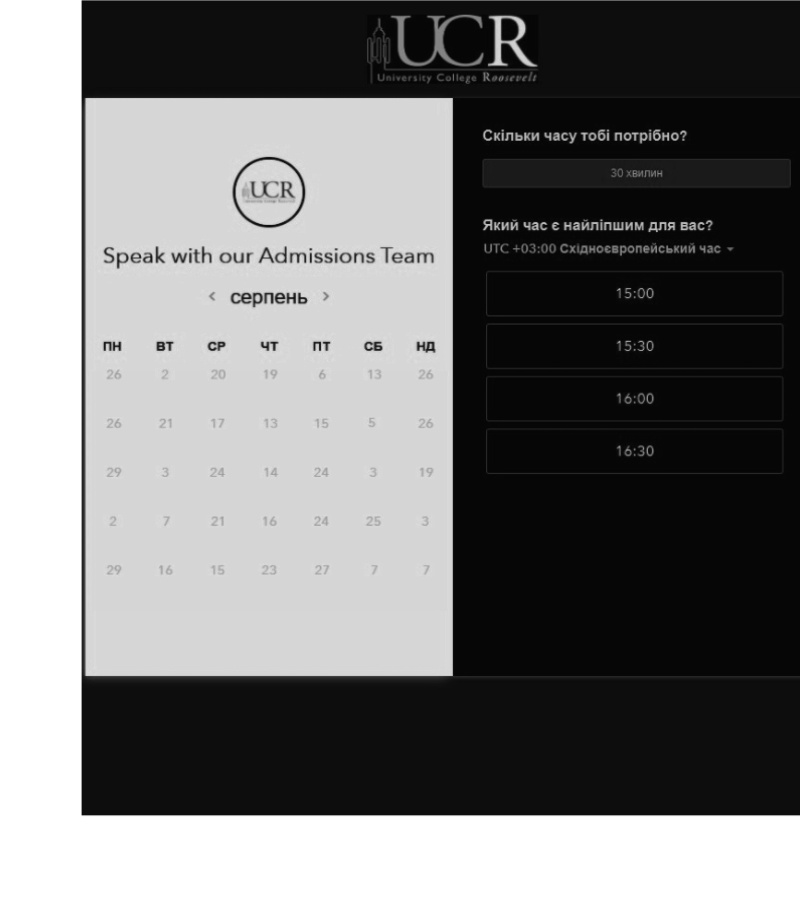 UCR
University College Roosevelt
UCR
Speak with our Admissions Team
< серпень >
ПН ВТ СР ЧТ ПТ СБ НД
26 2 20 19 6 13 26
26 21 17 13 15 5 26
29 3 24 14 24 3 19
2 7 21 16 24 25 3
29 16 15 23 27 7 7
Скільки часу тобі потрібно?
30 хвилин
Який час є найліпшим для вас?
UTC +03:00 Східноєвропейський час
15:00
15:30
16:00
16:30